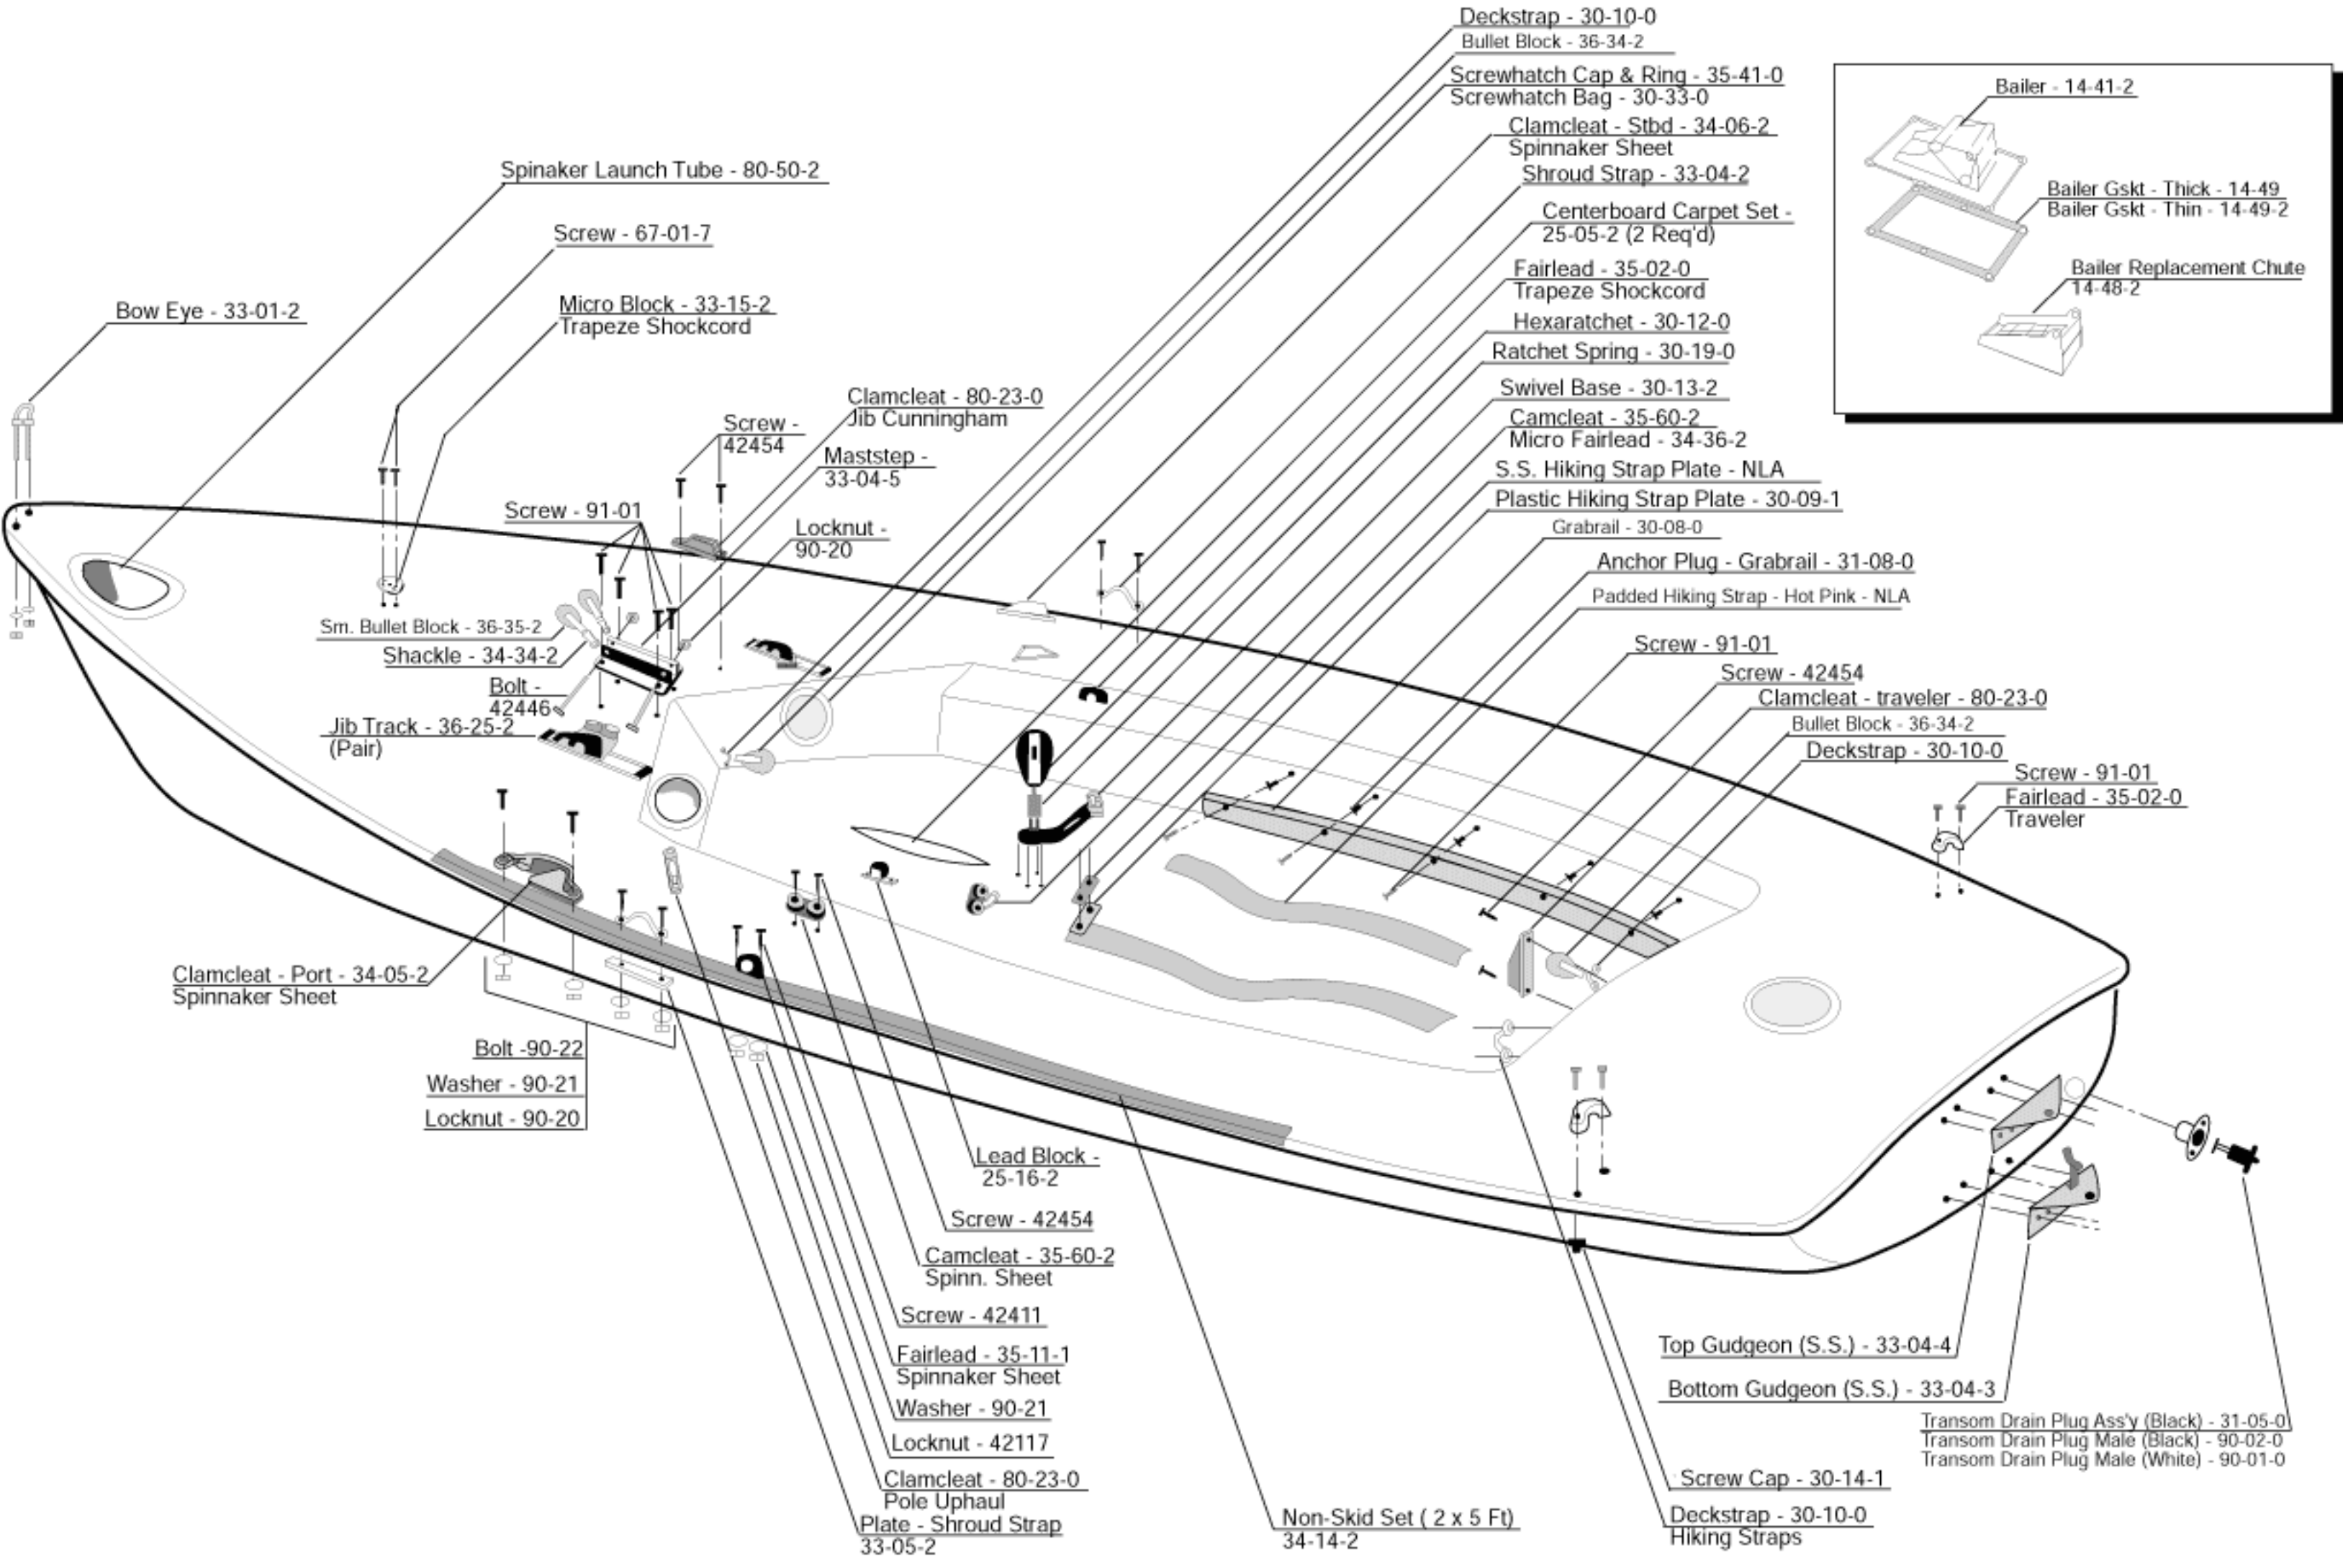 Deckstrap - 30-10-0
Bullet Block - 36-34-2
Screwhatch Cap & Ring - 35-41-0
Screwhatch Bag - 30-33-0
Clamcleat - Stbd - 34-06-2
Spinnaker Sheet
Shroud Strap - 33-04-2
Centerboard Carpet Set -
25-05-2 (2 Req'd)
Fairlead - 35-02-0
Trapeze Shockcord
Hexaratchet - 30-12-0
Ratchet Spring - 30-19-0
Swivel Base - 30-13-2
Camcleat - 35-60-2
Micro Fairlead - 34-36-2
S.S. Hiking Strap Plate - NLA
Plastic Hiking Strap Plate - 30-09-1
Grabrail - 30-08-0
Anchor Plug - Grabrail - 31-08-0
Padded Hiking Strap - Hot Pink - NLA
Screw - 91-01
Screw - 42454
Clamcleat - traveler - 80-23-0
Bullet Block - 36-34-2
Deckstrap - 30-10-0
Screw - 91-01
Fairlead - 35-02-0
Traveler
Bailer - 14-41-2
Bailer Gskt - Thick - 14-49
Bailer Gskt - Thin - 14-49-2
Bailer Replacement Chute
14-48-2
Spinaker Launch Tube - 80-50-2
Screw - 67-01-7
Micro Block - 33-15-2
Trapeze Shockcord
Bow Eye - 33-01-2
Clamcleat - 80-23-0
Jib Cunningham
Screw -
42454
Maststep -
33-04-5
Screw - 91-01
Locknut -
90-20
Sm. Bullet Block - 36-35-2
Shackle - 34-34-2
Bolt -
42446
Jib Track - 36-25-2
(Pair)
Clamcleat - Port - 34-05-2
Spinnaker Sheet
Bolt -90-22
Washer - 90-21
Locknut - 90-20
Lead Block -
25-16-2
Screw - 42454
Camcleat - 35-60-2
Spinn. Sheet
Screw - 42411
Fairlead - 35-11-1
Spinnaker Sheet
Washer - 90-21
Locknut - 42117
Clamcleat - 80-23-0
Pole Uphaul
Plate - Shroud Strap
33-05-2
Non-Skid Set ( 2 x 5 Ft)
34-14-2
Top Gudgeon (S.S.) - 33-04-4
Bottom Gudgeon (S.S.) - 33-04-3
Transom Drain Plug Ass'y (Black) - 31-05-0
Transom Drain Plug Male (Black) - 90-02-0
Transom Drain Plug Male (White) - 90-01-0
Screw Cap - 30-14-1
Deckstrap - 30-10-0
Hiking Straps